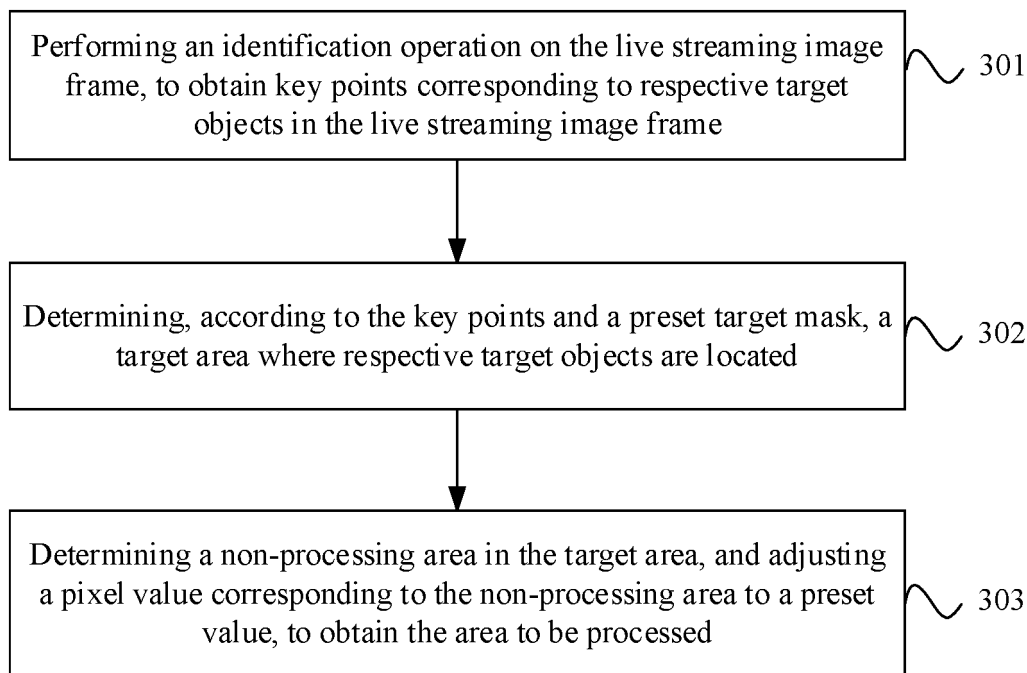 Performing an identification operation on the live streaming image
frame, to obtain key points corresponding to respective target
objects in the live streaming image frame
301
Determining, according to the key points and a preset target mask, a
target area where respective target objects are located
302
Determining a non-processing area in the target area, and adjusting
a pixel value corresponding to the non-processing area to a preset
value, to obtain the area to be processed
303